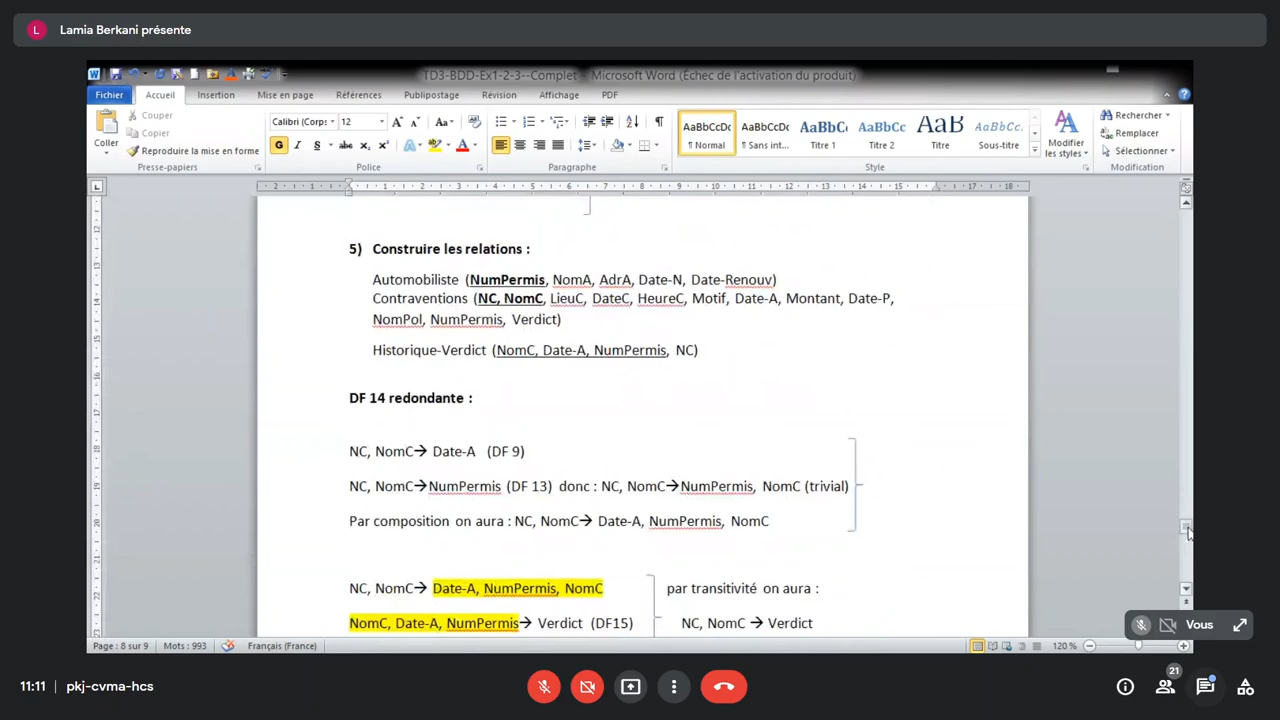 L Lamia Berkani présente
TD3-BDD-Ex1-2-3--Complet - Microsoft Word (Échec de l'activation du produit)
Fichier Accueil Insertion Mise en page Références Publipostage Révision Affichage PDF
Coller
Couper
Copier
Reproduire la mise en forme
Presse-papiers
Calibri (Corps 12
Police
Paragraphe
AaBbCcDc AaBbCcDc AaBbC AaBbCc AaB AaBbCc.
¶ Normal ¶ Sans int... Titre 1 Titre 2 Titre Sous-titre
Style
Modifier les styles
Rechercher
Remplacer
Sélectionner
Modification
5) Construire les relations :
Automobiliste (NumPermis, NomA, AdrA, Date-N, Date-Renouv)
Contraventions (NC, NomC, LieuC, DateC, HeureC, Motif, Date-A, Montant, Date-P,
NomPol, NumPermis, Verdict)
Historique-Verdict (NomC, Date-A, NumPermis, NC)
DF 14 redondante :
NC, NomC→ Date-A (DF 9)
NC, NomC→NumPermis (DF 13) donc : NC, NomC→NumPermis, NomC (trivial)
Par composition on aura : NC, NomC→ Date-A, NumPermis, NomC
NC, NomC→ Date-A, NumPermis, NomC par transitivité on aura :
NomC, Date-A, NumPermis→ Verdict (DF15) NC, NomC → Verdict
Page : 8 sur 9 Mots : 993 Français (France) 120 %
Vous
11:11 | pkj-cvma-hcs
21